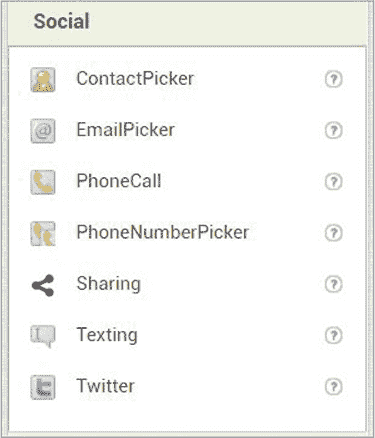 Social
ContactPicker
?
EmailPicker
@
?
PhoneCall
?
PhoneNumberPicker
?
Sharing
?
Texting
?
Twitter
t
?